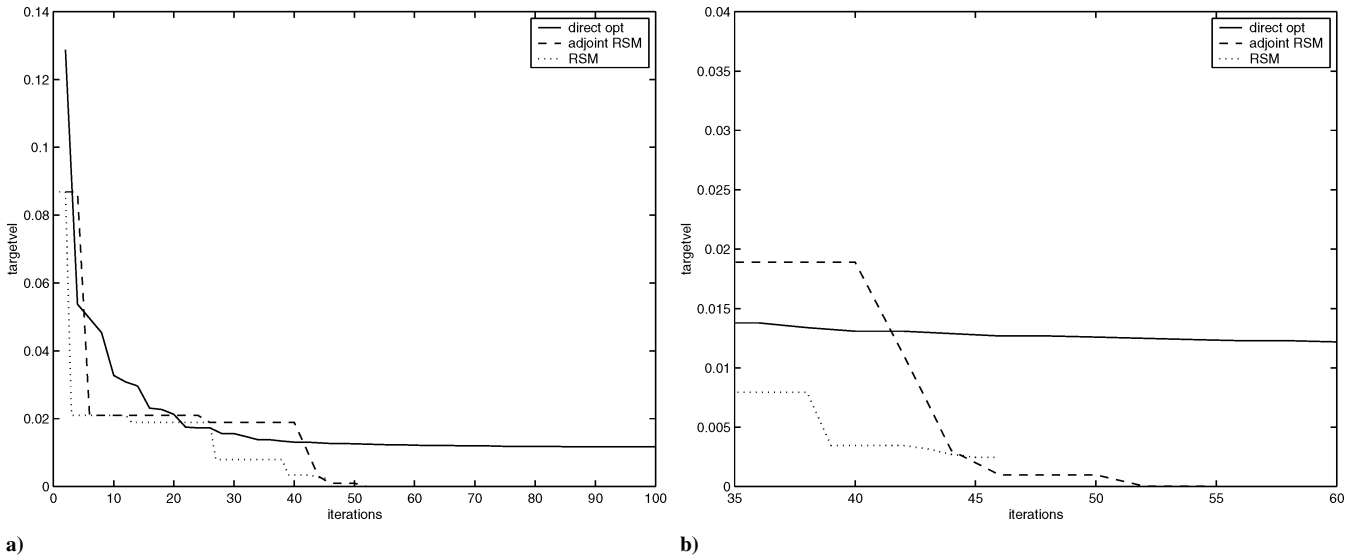 0.14
0.12
0.1
0.08
0.06
0.04
0.02
0
targetvel
0 10 20 30 40 50 60 70 80 90 100
iterations
direct opt
adjoint RSM
RSM
a)
0.04
0.035
0.03
0.025
0.02
0.015
0.01
0.005
0
targetvel
35 40 45 50 55 60
iterations
direct opt
adjoint RSM
RSM
b)